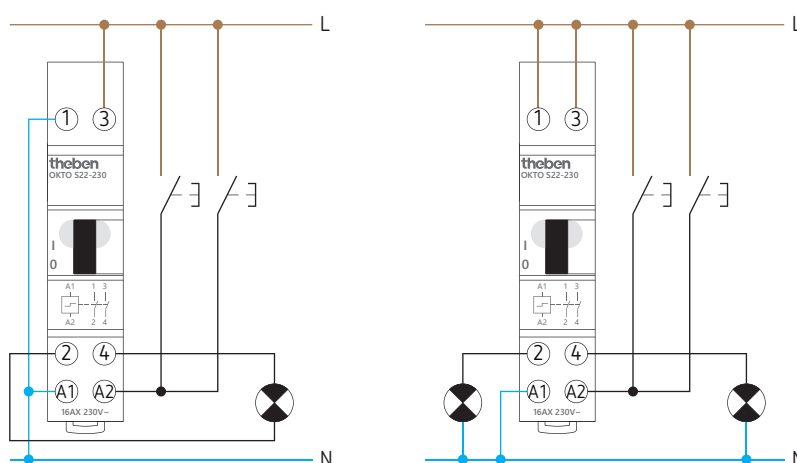 L
1 3
theben
OKTO S22-230
I
0
A1 1 3
A2 2 4
2 4
A1 A2
16AX 230V~
N
L
1 3
theben
OKTO S22-230
I
0
A1 1 3
A2 2 4
2 4
A1 A2
16AX 230V~
N